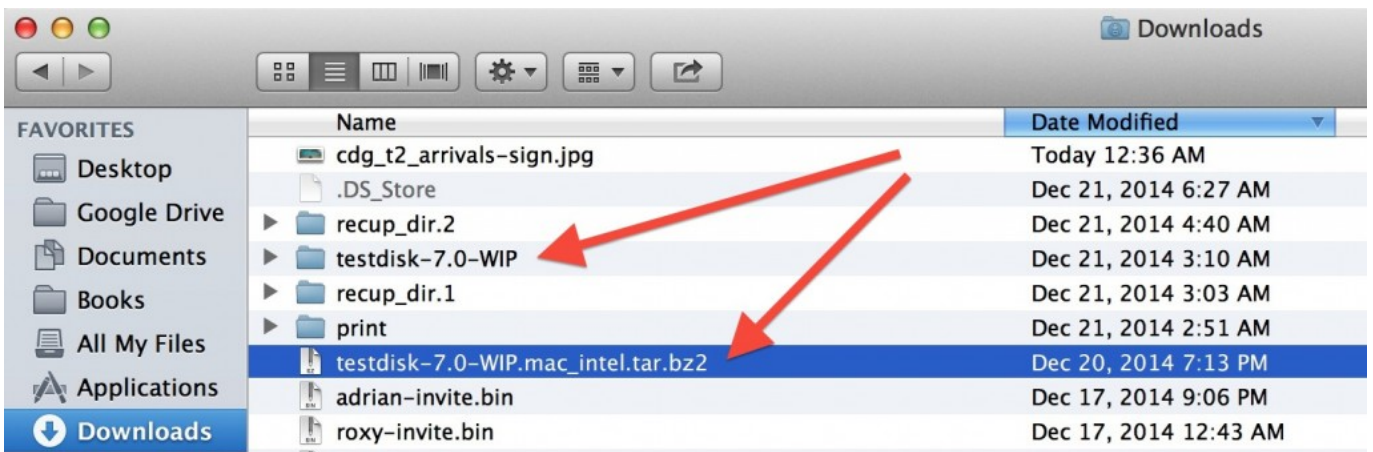 Downloads
FAVORITES
Desktop
Google Drive
Documents
Books
All My Files
Applications
Downloads
Name Date Modified
cdg_t2_arrivals-sign.jpg Today 12:36 AM
.DS_Store Dec 21, 2014 6:27 AM
recup_dir.2 Dec 21, 2014 4:40 AM
testdisk-7.0-WIP Dec 21, 2014 3:10 AM
recup_dir.1 Dec 21, 2014 3:03 AM
print Dec 21, 2014 2:51 AM
testdisk-7.0-WIP.mac_intel.tar.bz2 Dec 20, 2014 7:13 PM
adrian-invite.bin Dec 17, 2014 9:06 PM
roxy-invite.bin Dec 17, 2014 12:43 AM